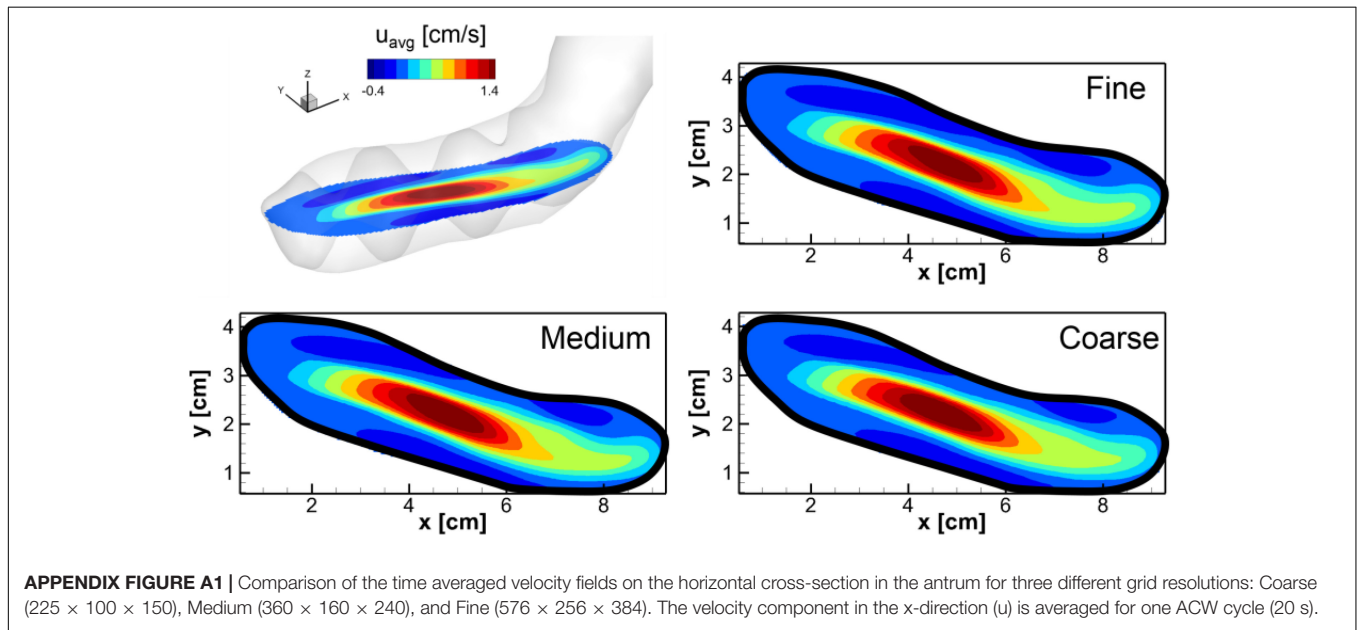 u_avg [cm/s]
-0.4 1.4
Z
Y
X
Fine
4
3
2
1
y [cm]
2 4 6 8
x [cm]
Medium
4
3
2
1
y [cm]
2 4 6 8
x [cm]
Coarse
4
3
2
1
y [cm]
2 4 6 8
x [cm]
APPENDIX FIGURE A1 | Comparison of the time averaged velocity fields on the horizontal cross-section in the antrum for three different grid resolutions: Coarse
(225 × 100 × 150), Medium (360 × 160 × 240), and Fine (576 × 256 × 384). The velocity component in the x-direction (u) is averaged for one ACW cycle (20 s).